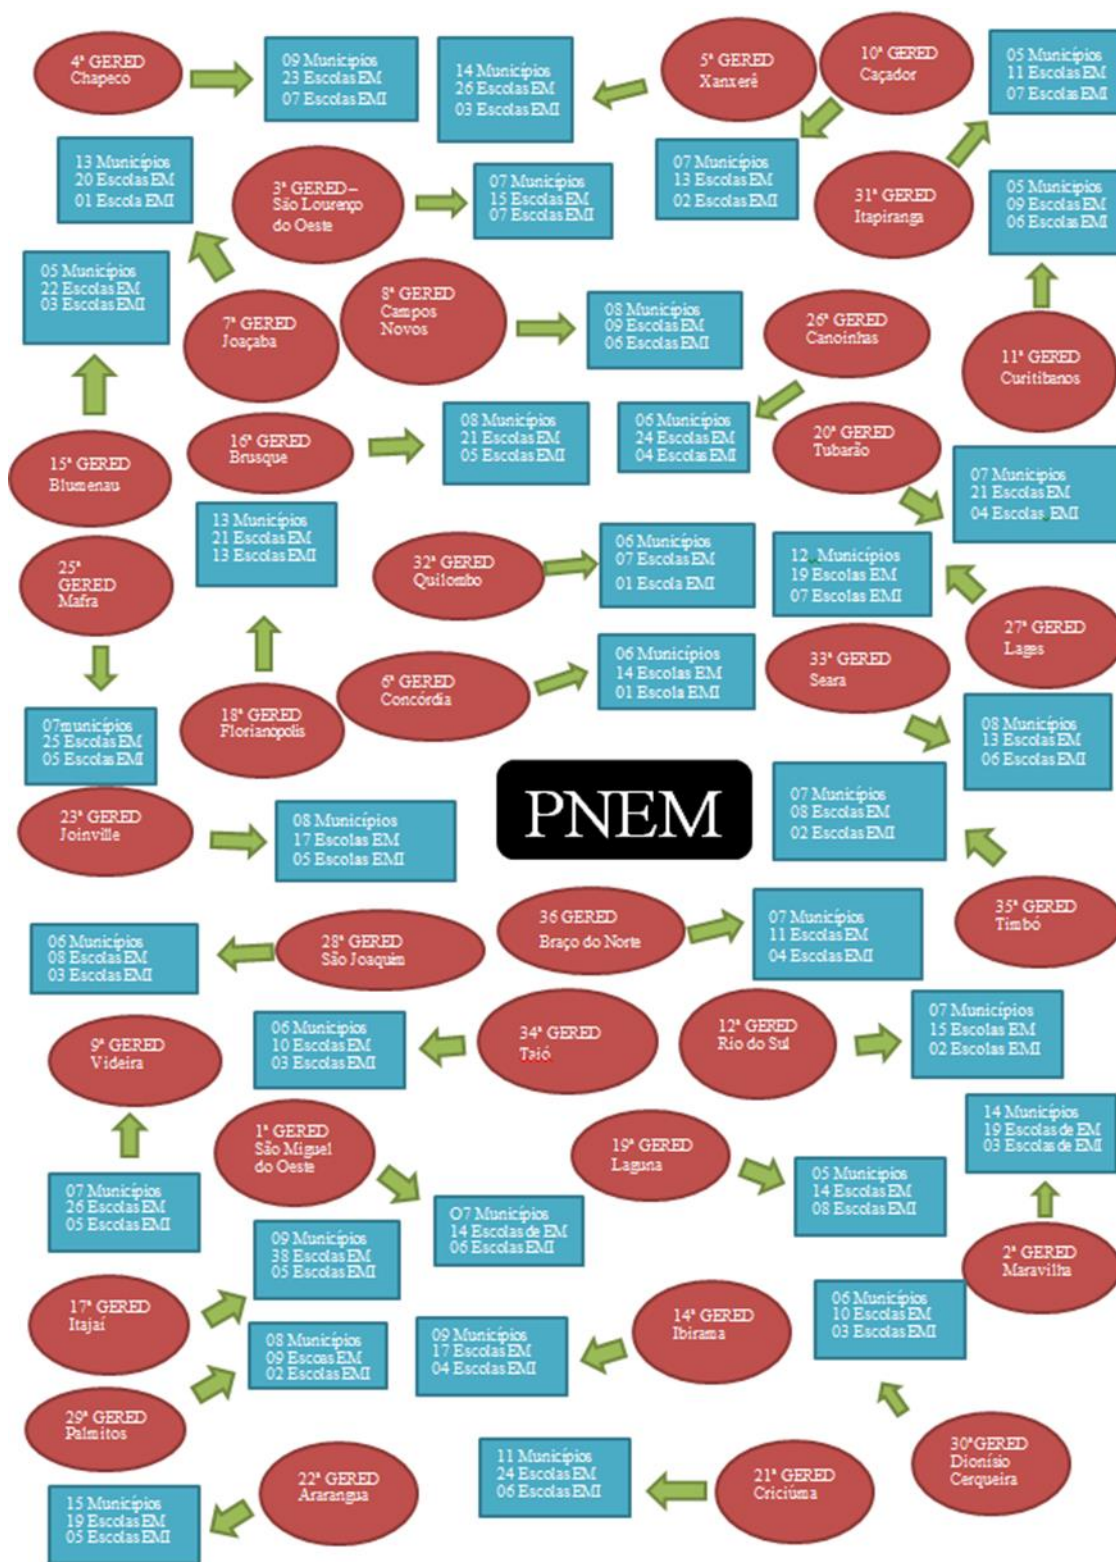 4ª GERED
Chapecó
09 Municípios
23 Escolas EM
07 Escolas EMI
14 Municípios
26 Escolas EM
03 Escolas EMI
5ª GERED
Xanxerê
10ª GERED
Caçador
05 Municípios
11 Escolas EM
07 Escolas EMI
13 Municípios
20 Escolas EM
01 Escola EMI
3ª GERED–
São Lourenço
do Oeste
07 Municípios
15 Escolas EM
07 Escolas EMI
07 Municípios
13 Escolas EM
02 Escolas EMI
31ª GERED
Itapiranga
05 Municípios
09 Escolas EM
06 Escolas EMI
05 Municípios
22 Escolas EM
03 Escolas EMI
7ª GERED
Joaçaba
8ª GERED
Campos
Novos
08 Municípios
09 Escolas EM
06 Escolas EMI
26ª GERED
Canoinhas
11ª GERED
Curitibanos
15ª GERED
Blumenau
16ª GERED
Brusque
08 Municípios
21 Escolas EM
05 Escolas EMI
06 Municípios
24 Escolas EM
04 Escolas EMI
20ª GERED
Tubarão
07 Municípios
21 Escolas EM
04 Escolas EMI
13 Municípios
21 Escolas EM
13 Escolas EMI
25ª
GERED
Mafra
32ª GERED
Quilombo
06 Municípios
07 Escolas EM
01 Escola EMI
12 Municípios
19 Escolas EM
07 Escolas EMI
27ª GERED
Lages
18ª GERED
Florianopolis
6ª GERED
Concórdia
06 Municípios
14 Escolas EM
01 Escola EMI
33ª GERED
Seara
08 Municípios
13 Escolas EM
06 Escolas EMI
07municípios
25 Escolas EM
05 Escolas EMI
23ª GERED
Joinville
08 Municípios
17 Escolas EM
05 Escolas EMI
PNEM
07 Municípios
08 Escolas EM
02 Escolas EMI
35ª GERED
Timbó
06 Municípios
08 Escolas EM
03 Escolas EMI
28ª GERED
São Joaquim
36 GERED
Braço do Norte
07 Municípios
11 Escolas EM
04 Escolas EMI
9ª GERED
Videira
06 Municípios
10 Escolas EM
03 Escolas EMI
34ª GERED
Taió
12ª GERED
Rio do Sul
07 Municípios
15 Escolas EM
02 Escolas EMI
1ª GERED
São Miguel
do Oeste
19ª GERED
Laguna
14 Municípios
19 Escolas de EM
03 Escolas de EMI
07 Municípios
26 Escolas EM
05 Escolas EMI
O7 Municípios
14 Escolas de EM
06 Escolas EMI
05 Municípios
14 Escolas EM
08 Escolas EMI
2ª GERED
Maravilha
17ª GERED
Itajaí
09 Municípios
38 Escolas EM
05 Escolas EMI
08 Municípios
09 Escoas EM
02 Escolas EMI
09 Municípios
17 Escolas EM
04 Escolas EMI
14ª GERED
Ibirama
06 Municípios
10 Escolas EM
03 Escolas EMI
29ª GERED
Palmitos
30ªGERED
Dionísio
Cerqueira
15 Municípios
19 Escolas EM
05 Escolas EMI
22ª GERED
Ararangua
11 Municípios
24 Escolas EM
06 Escolas EMI
21ª GERED
Criciúma